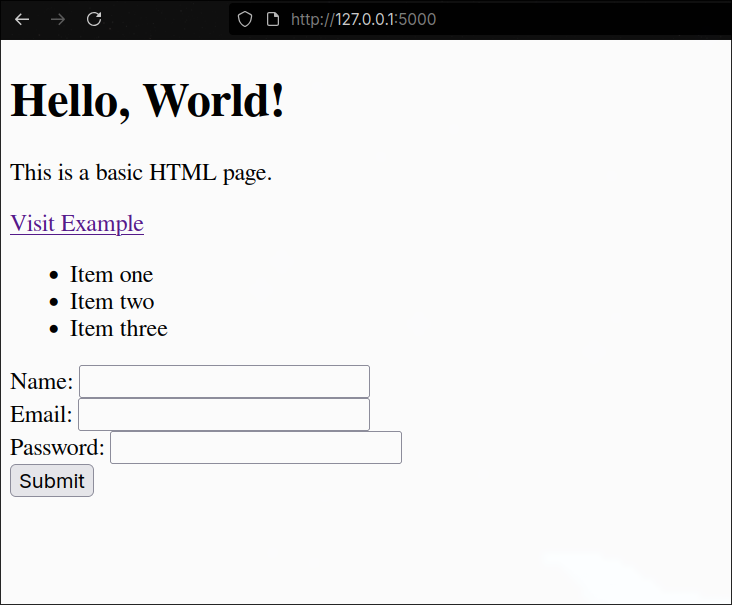 http://127.0.0.1:5000
Hello, World!
This is a basic HTML page.
Visit Example
• Item one
• Item two
• Item three
Name:
Email:
Password:
Submit